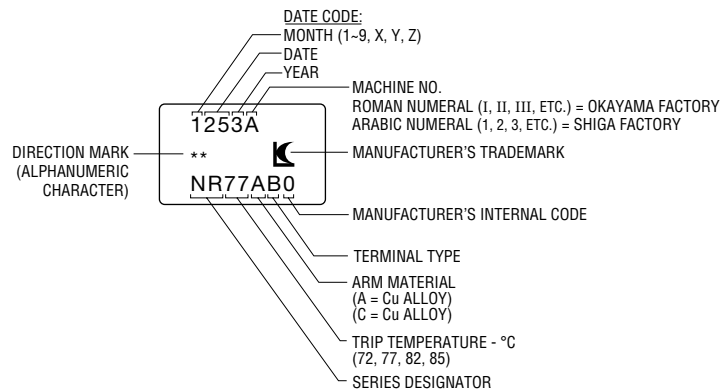 DATE CODE:
MONTH (1~9, X, Y, Z)
DATE
YEAR
MACHINE NO.
ROMAN NUMERAL (I, II, III, ETC.) = OKAYAMA FACTORY
ARABIC NUMERAL (1, 2, 3, ETC.) = SHIGA FACTORY
1253A
DIRECTION MARK
(ALPHANUMERIC
CHARACTER)
**
MANUFACTURER'S TRADEMARK
NR77AB0
MANUFACTURER'S INTERNAL CODE
TERMINAL TYPE
ARM MATERIAL
(A = Cu ALLOY)
(C = Cu ALLOY)
TRIP TEMPERATURE - °C
(72, 77, 82, 85)
SERIES DESIGNATOR